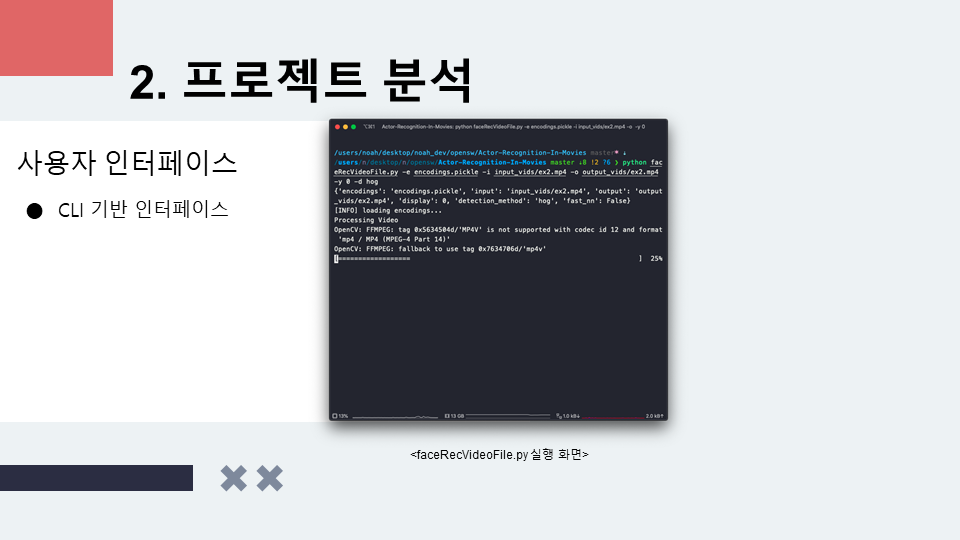 2. 프로젝트 분석
사용자 인터페이스
● CLI 기반 인터페이스
⌥⌘1 Actor-Recognition-In-Movies: python faceRecVideoFile.py -e encodings.pickle -i input_vids/ex2.mp4 -o -y 0
/users/noah/desktop/noah_dev/opensw/Actor-Recognition-In-Movies master* ↓
/users/n/desktop/n/opensw/Actor-Recognition-In-Movies master ↓8 !2 ?6 ❯ python fac
eRecVideoFile.py -e encodings.pickle -i input_vids/ex2.mp4 -o output_vids/ex2.mp4
-y 0 -d hog
{'encodings': 'encodings.pickle', 'input': 'input_vids/ex2.mp4', 'output': 'output
_vids/ex2.mp4', 'display': 0, 'detection_method': 'hog', 'fast_nn': False}
[INFO] loading encodings...
Processing Video
OpenCV: FFMPEG: tag 0x5634504d/'MP4V' is not supported with codec id 12 and format
'mp4 / MP4 (MPEG-4 Part 14)'
OpenCV: FFMPEG: fallback to use tag 0x7634706d/'mp4v'
[================== ] 25%
13% 13 GB 1.0 kB↓ 2.0 kB↑
<faceRecVideoFile.py 실행 화면>